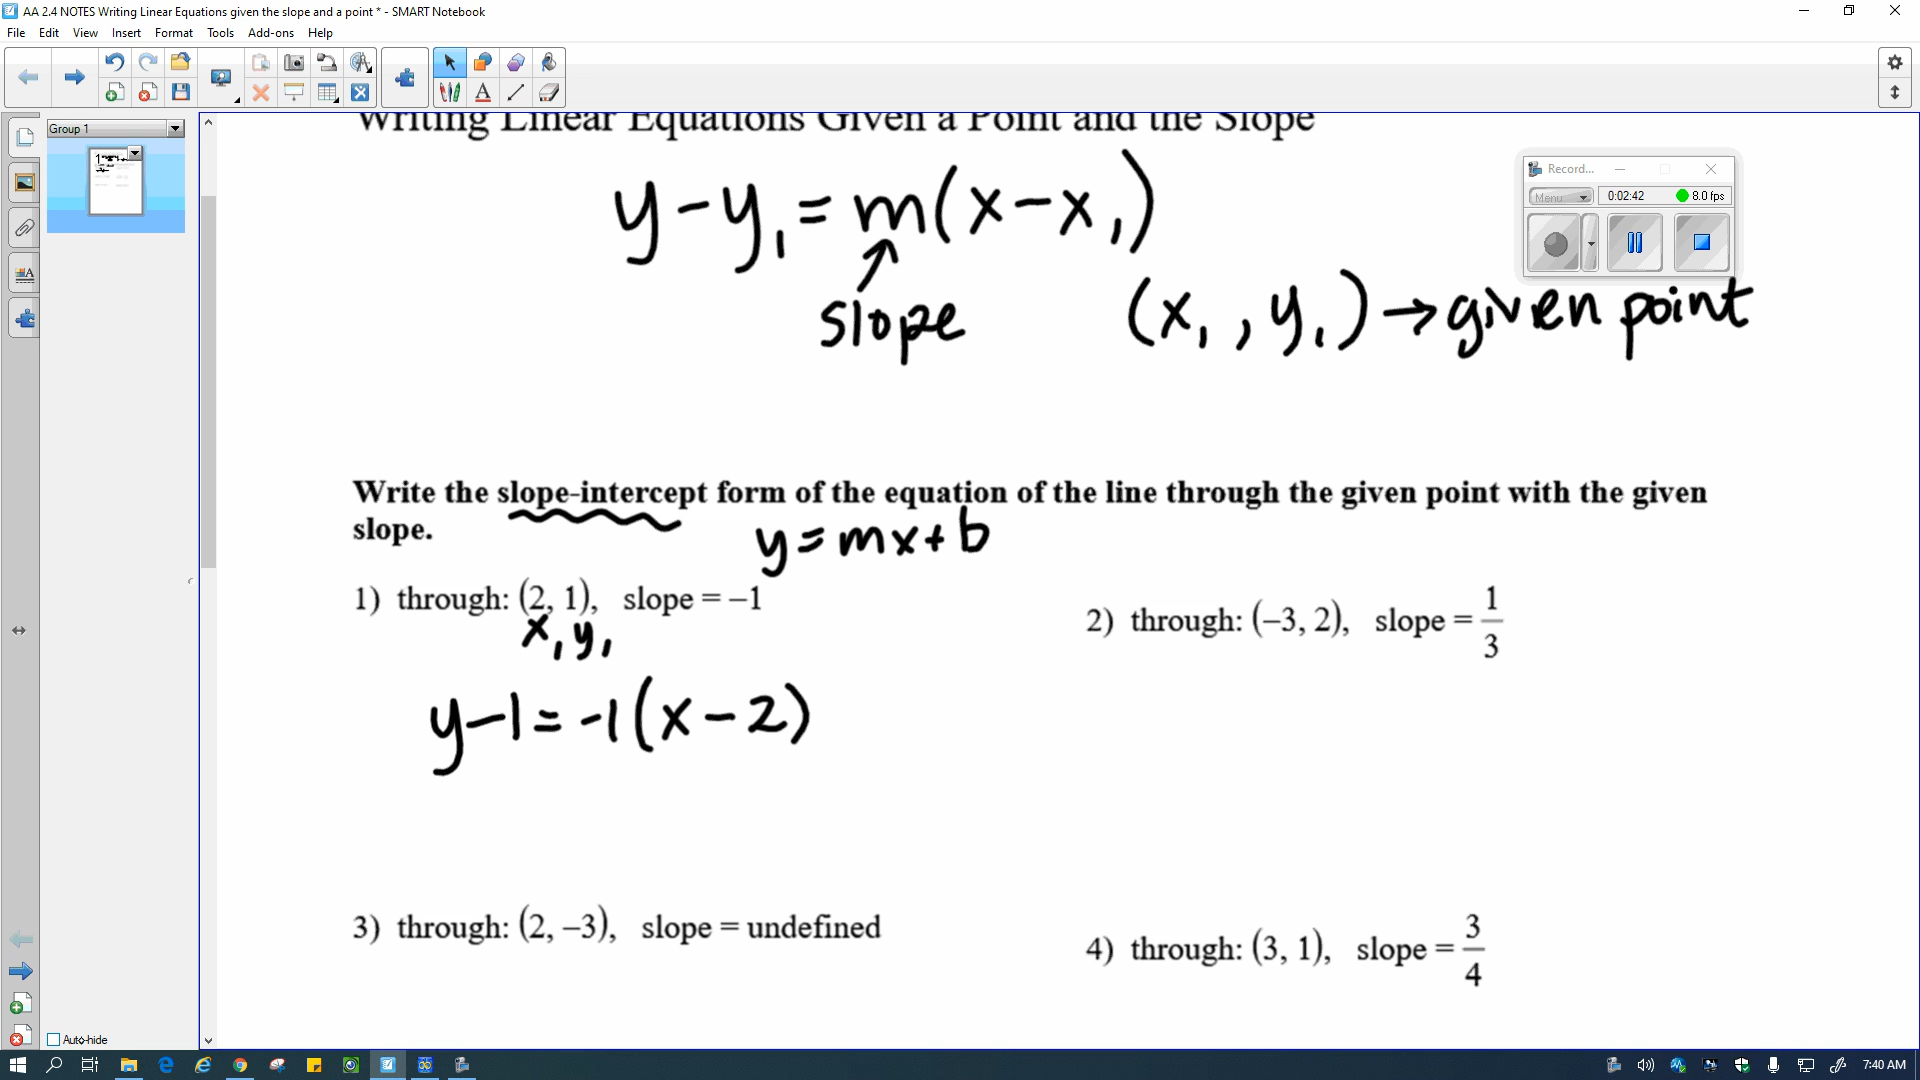 AA 2.4 NOTES Writing Linear Equations given the slope and a point * - SMART Notebook
File Edit View Insert Format Tools Add-ons Help
Group 1
Writing Linear Equations Given a Point and the Slope
y-y₁=m(x-x₁)
Record...
Menu 0:02:42 8.0 fps
slope
(x₁,y₁)→given point
Write the slope-intercept form of the equation of the line through the given point with the given
slope.
y=mx+b
1) through: (2, 1), slope = –1
x₁y₁
2) through: (–3, 2), slope = 1/3
y-1=-1(x-2)
3) through: (2, –3), slope = undefined
4) through: (3, 1), slope = 3/4
Auto-hide
7:40 AM